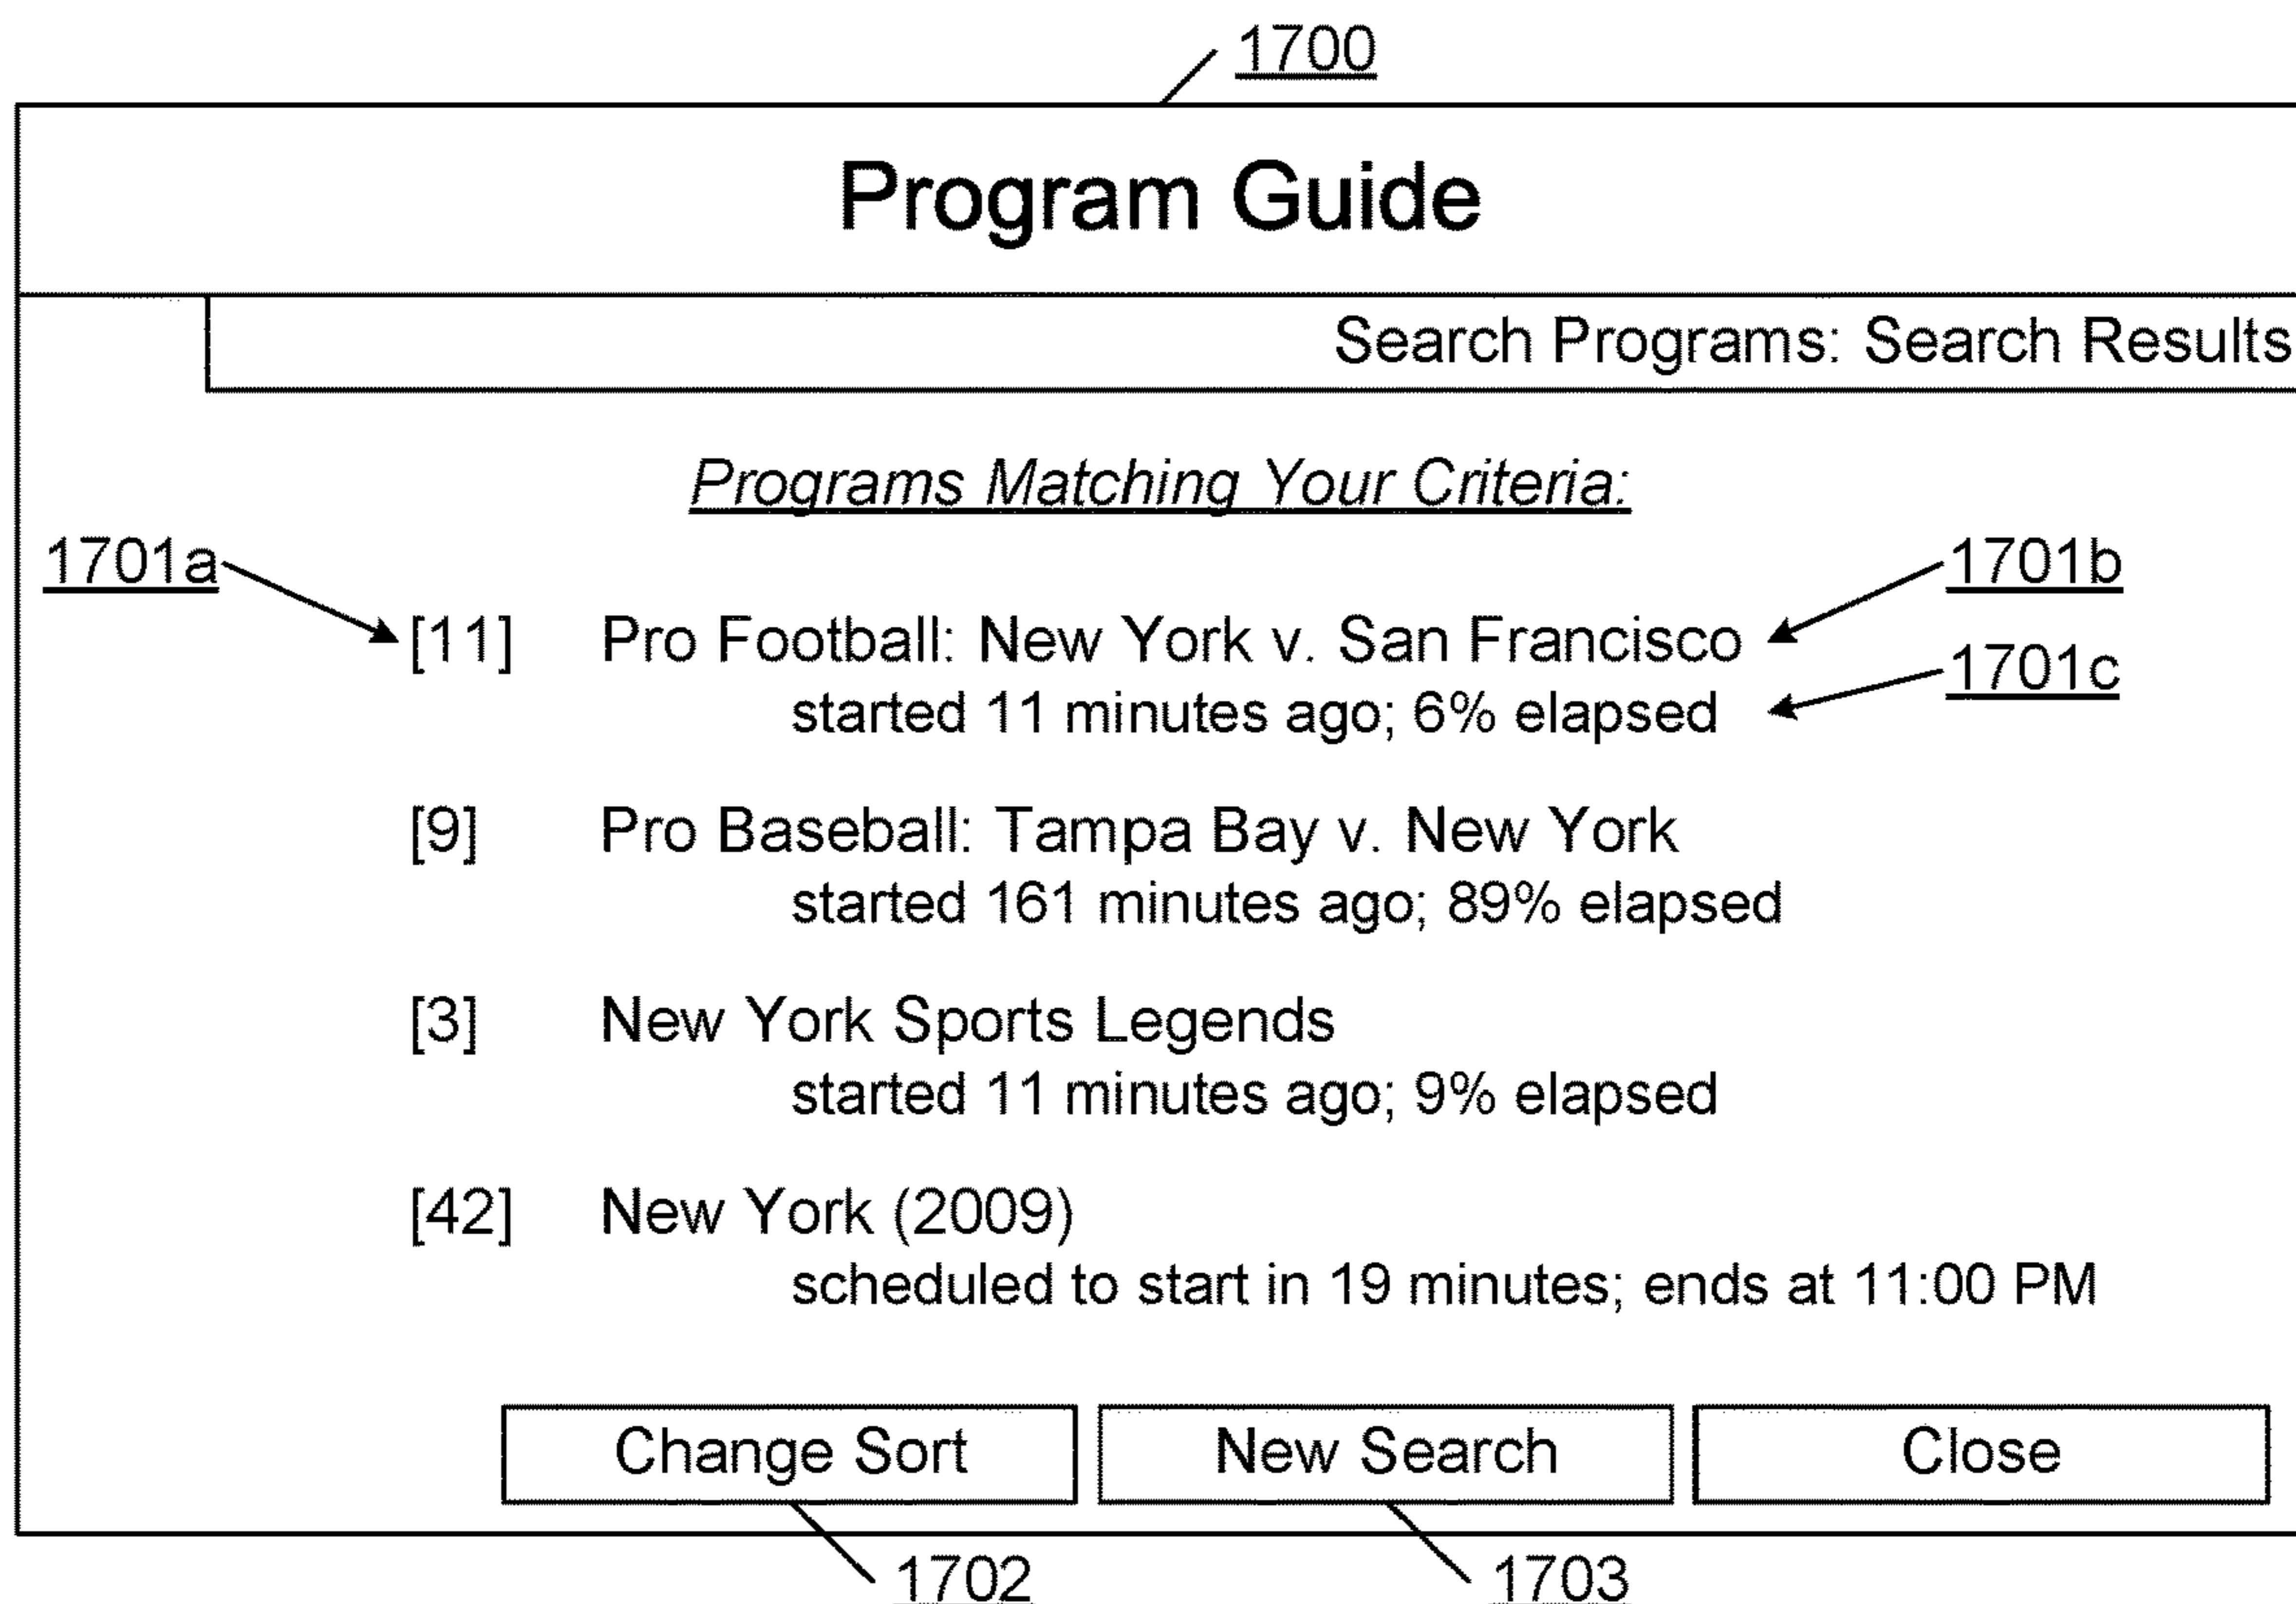 1700
Program Guide
Search Programs: Search Results
Programs Matching Your Criteria:
1701a
1701b
[11] Pro Football: New York v. San Francisco
1701c
started 11 minutes ago; 6% elapsed
[9] Pro Baseball: Tampa Bay v. New York
started 161 minutes ago; 89% elapsed
[3] New York Sports Legends
started 11 minutes ago; 9% elapsed
[42] New York (2009)
scheduled to start in 19 minutes; ends at 11:00 PM
Change Sort New Search Close
1702 1703